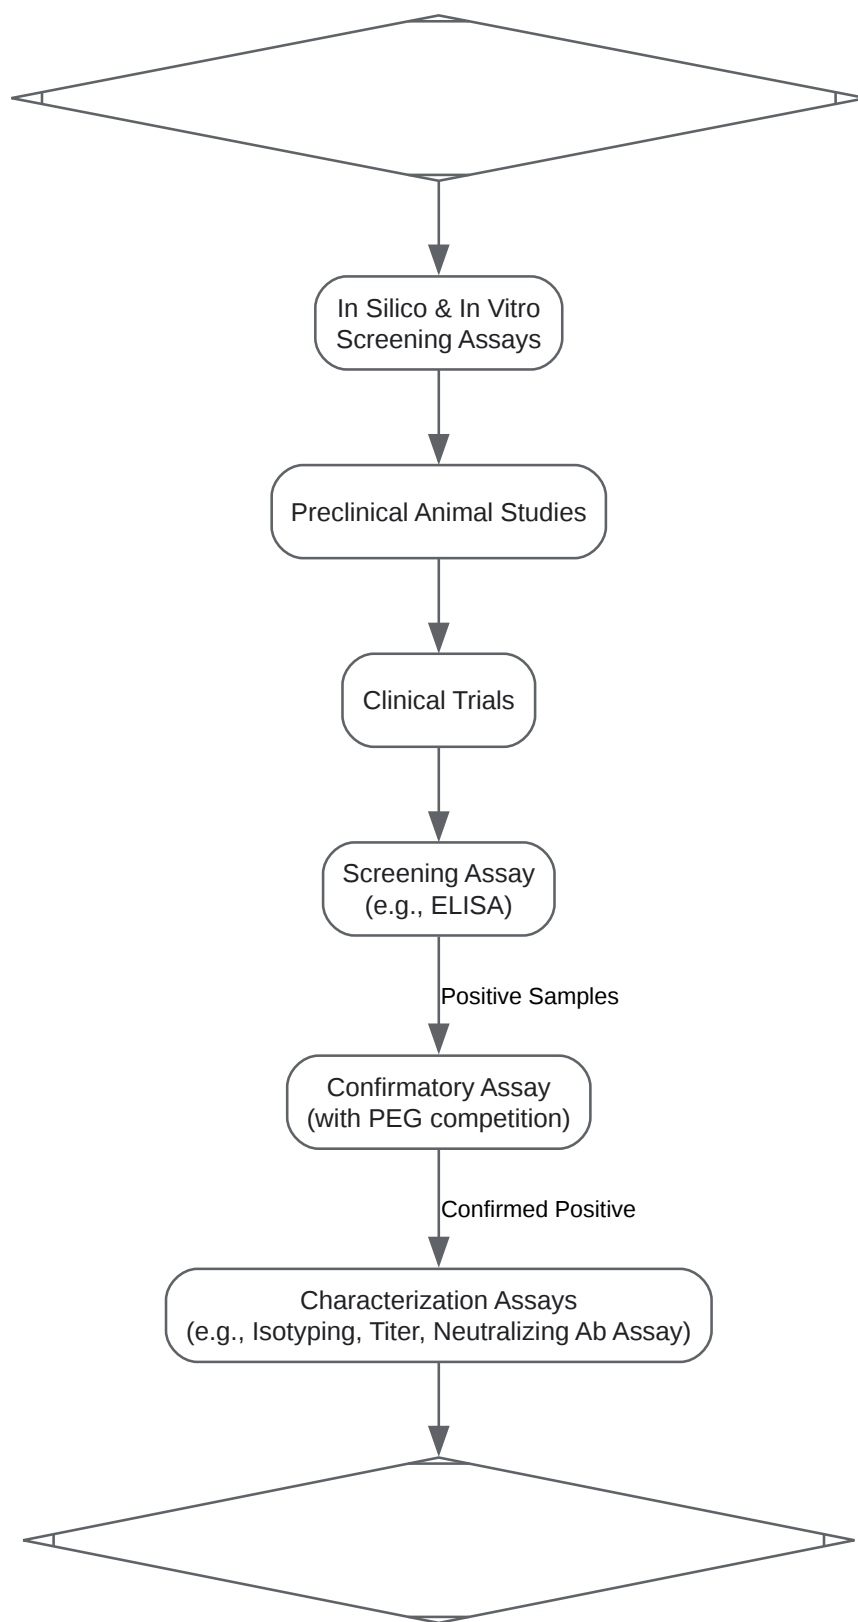 In Silico & In Vitro
Screening Assays
Preclinical Animal Studies
Clinical Trials
Screening Assay
(e.g., ELISA)
Positive Samples
Confirmatory Assay
(with PEG competition)
Confirmed Positive
Characterization Assays
(e.g., Isotyping, Titer, Neutralizing Ab Assay)